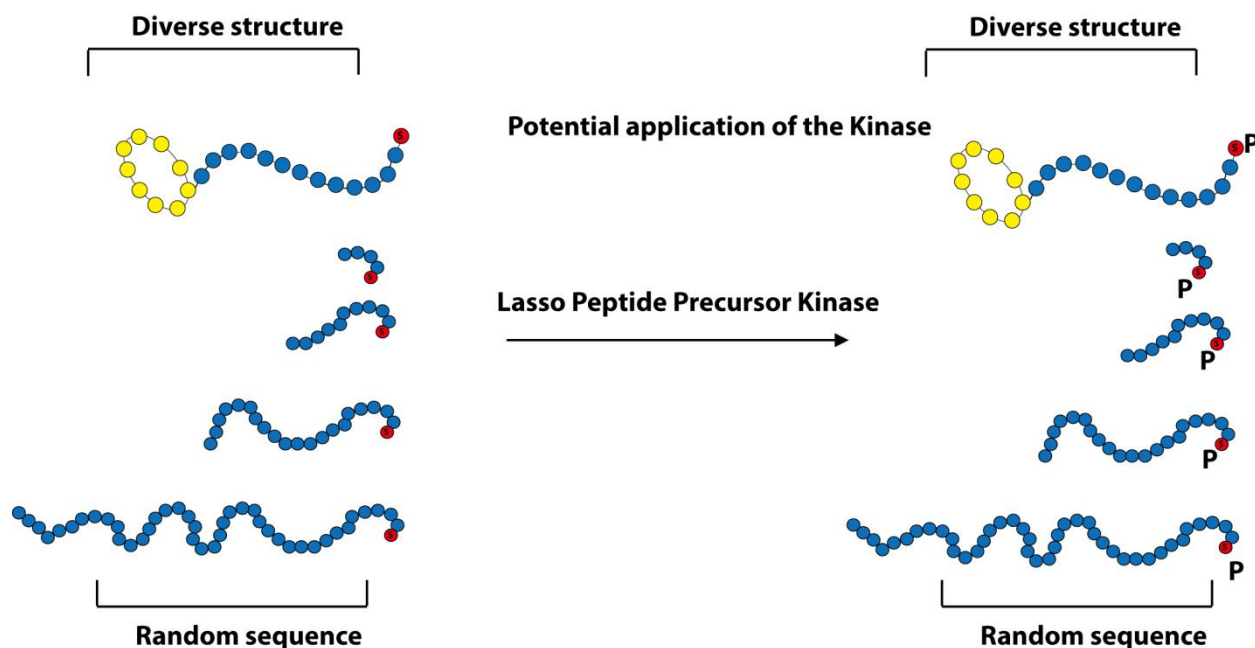 Diverse structure
Diverse structure
Potential application of the Kinase
S
S P
S
S
P
Lasso Peptide Precursor Kinase
S
S
P
S
S
P
S
S
P
Random sequence
Random sequence